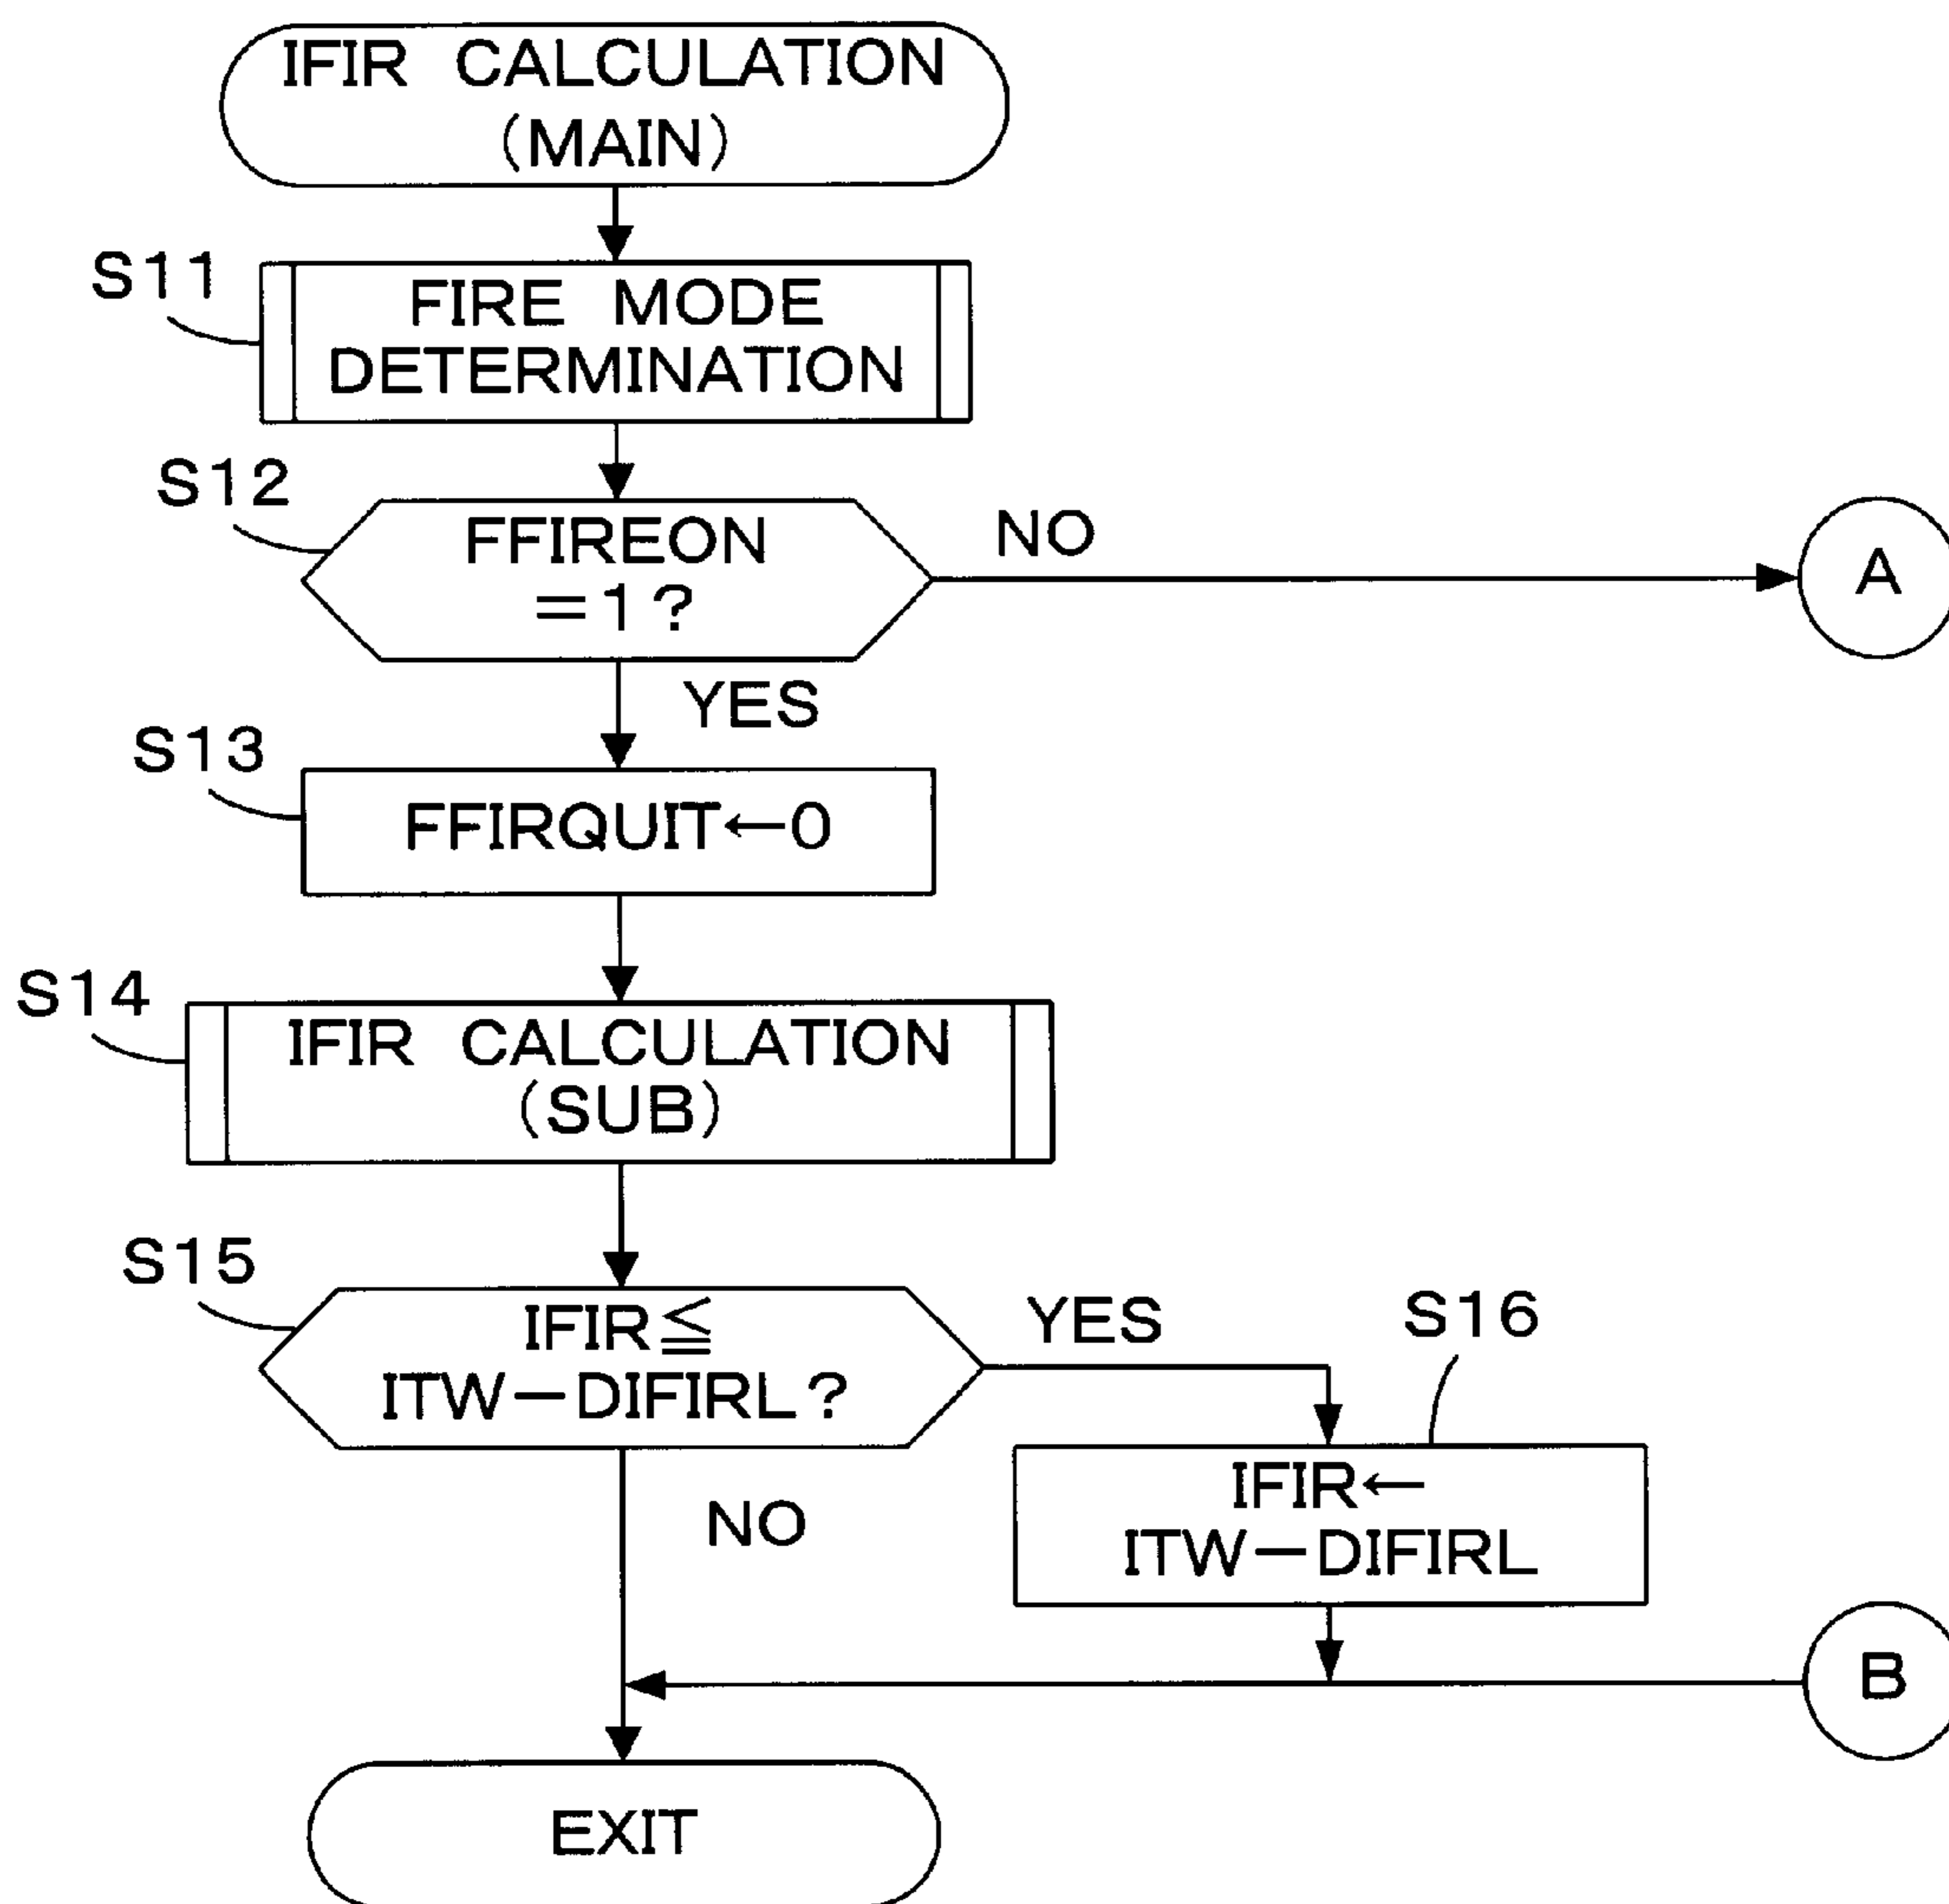 IFIR CALCULATION
(MAIN)
S11
FIRE MODE
DETERMINATION
S12
FFIREON
=1?
NO
A
YES
S13
FFIRQUIT←0
S14
IFIR CALCULATION
(SUB)
S15
IFIR≦
ITW−DIFIRL?
YES
S16
IFIR←
ITW−DIFIRL
NO
B
EXIT